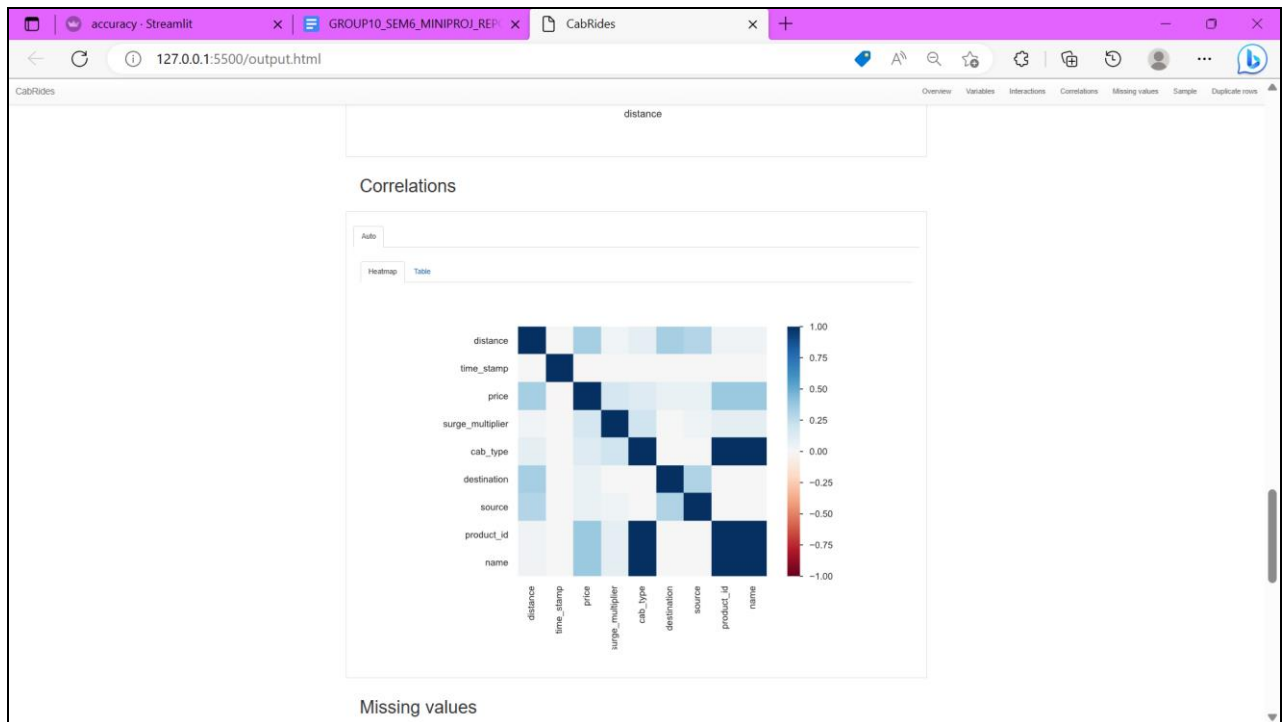 accuracy · Streamlit
GROUP10_SEM6_MINIPROJ_REPO
CabRides
127.0.0.1:5500/output.html
CabRides
Overview Variables Interactions Correlations Missing values Sample Duplicate rows
distance
Correlations
Auto
Heatmap Table
distance
time_stamp
price
surge_multiplier
cab_type
destination
source
product_id
name
1.00
0.75
0.50
0.25
0.00
−0.25
−0.50
−0.75
−1.00
distance
time_stamp
price
surge_multiplier
cab_type
destination
source
product_id
name
Missing values